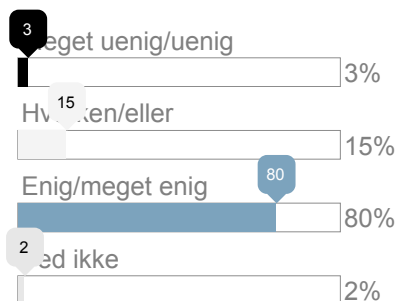 3
eget uenig/uenig
3%
15
Hv ken/eller
15%
80
Enig/meget enig
80%
2
ed ikke
2%